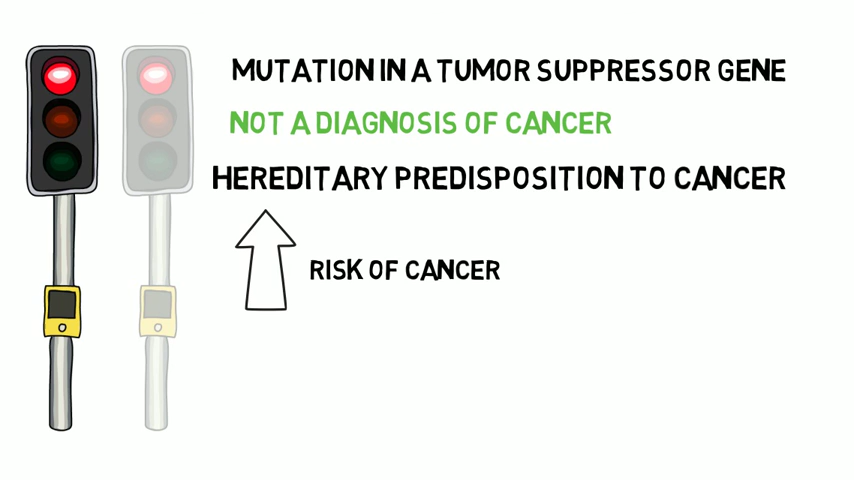 MUTATION IN A TUMOR SUPPRESSOR GENE
NOT A DIAGNOSIS OF CANCER
HEREDITARY PREDISPOSITION TO CANCER
RISK OF CANCER